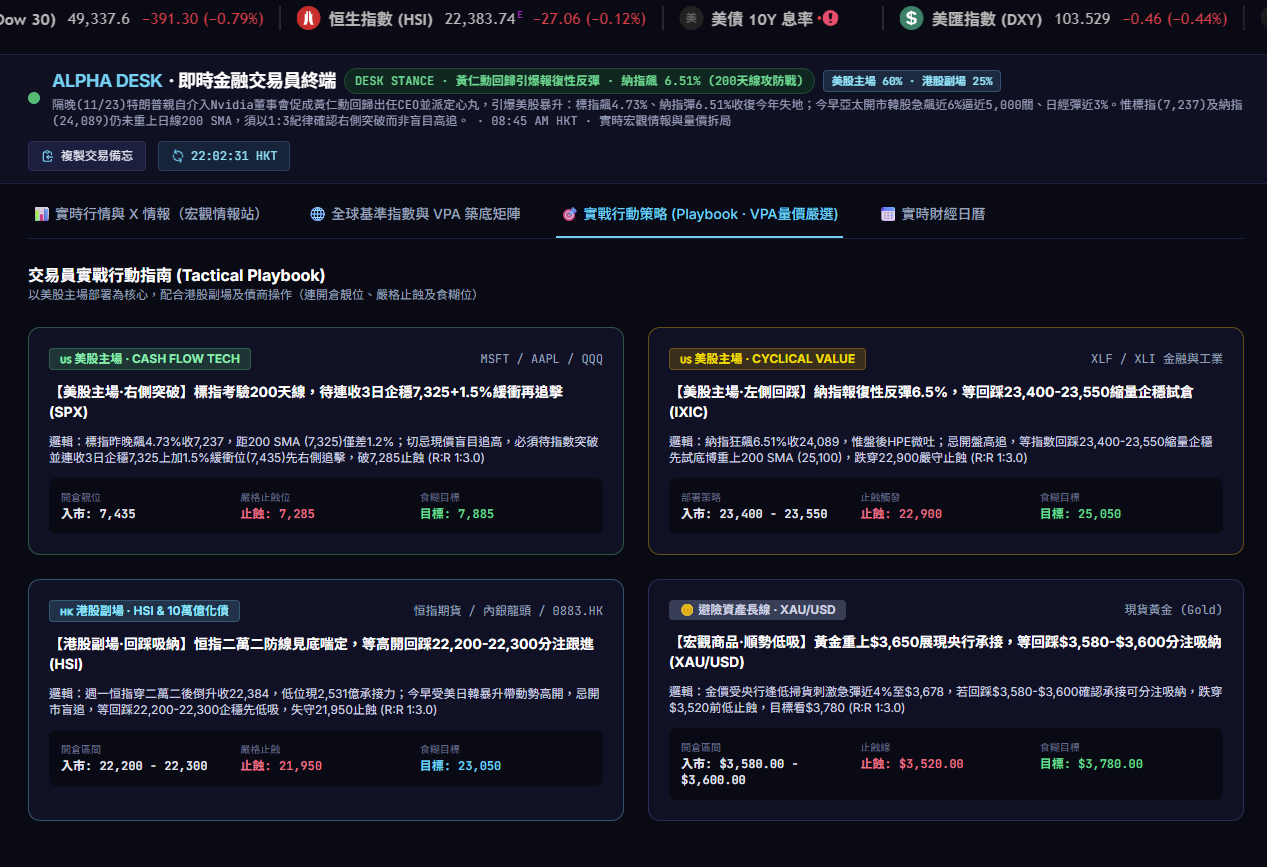 Dow 30) 49,337.6 −391.30 (−0.79%) 恒生指數 (HSI) 22,383.74 E −27.06 (−0.12%) 美 美債 10Y 息率 • ! $ 美匯指數 (DXY) 103.529 −0.46 (−0.44%)
ALPHA DESK · 即時金融交易員終端 DESK STANCE · 黃仁勳回歸引爆報復性反彈 · 納指飆 6.51% (200天線攻防戰) 美股主場 60% · 港股副場 25%
隔晚(11/23)特朗普親自介入Nvidia董事會促成黃仁勳回歸出任CEO並派定心丸，引爆美股暴升：標指飆4.73%、納指彈6.51%收復今年失地；今早亞太開市韓股急飆近6%逼近5,000關、日經彈近3%。惟標指(7,237)及納指
(24,089)仍未重上日線200 SMA，須以1:3紀律確認右側突破而非盲目高追。 · 08:45 AM HKT · 實時宏觀情報與量價拆局
複製交易備忘 22:02:31 HKT
實時行情與 X 情報（宏觀情報站） 全球基準指數與 VPA 築底矩陣 實戰行動策略 (Playbook · VPA量價嚴選) 實時財經日曆
交易員實戰行動指南 (Tactical Playbook)
以美股主場部署為核心，配合港股副場及債商操作（連開倉靚位、嚴格止蝕及食糊位）
US 美股主場 · CASH FLOW TECH MSFT / AAPL / QQQ
【美股主場·右側突破】標指考驗200天線，待連收3日企穩7,325+1.5%緩衝再追擊
(SPX)
邏輯：標指昨晚飆4.73%收7,237，距200 SMA (7,325)僅差1.2%；切忌現價盲目追高，必須待指數突破
並連收3日企穩7,325上加1.5%緩衝位(7,435)先右側追擊，破7,285止蝕 (R:R 1:3.0)
開倉靚位 嚴格止蝕位 食糊目標
入市: 7,435 止蝕: 7,285 目標: 7,885
US 美股主場 · CYCLICAL VALUE XLF / XLI 金融與工業
【美股主場·左側回踩】納指報復性反彈6.5%，等回踩23,400-23,550縮量企穩試倉
(IXIC)
邏輯：納指狂飆6.51%收24,089，惟盤後HPE微吐；忌開盤高追，等指數回踩23,400-23,550縮量企穩
先試底博重上200 SMA (25,100)，跌穿22,900嚴守止蝕 (R:R 1:3.0)
部署策略 止蝕觸發 食糊目標
入市: 23,400 - 23,550 止蝕: 22,900 目標: 25,050
HK 港股副場 · HSI & 10萬億化債 恒指期貨 / 內銀龍頭 / 0883.HK
【港股副場·回踩吸納】恒指二萬二防線見底喘定，等高開回踩22,200-22,300分注跟進
(HSI)
邏輯：週一恒指穿二萬二後倒升收22,384，低位現2,531億承接力；今早受美日韓暴升帶動勢高開，忌開
市盲追，等回踩22,200-22,300企穩先低吸，失守21,950止蝕 (R:R 1:3.0)
開倉區間 嚴格止蝕 食糊目標
入市: 22,200 - 22,300 止蝕: 21,950 目標: 23,050
避險資產長線 · XAU/USD 現貨黃金 (Gold)
【宏觀商品·順勢低吸】黃金重上$3,650展現央行承接，等回踩$3,580-$3,600分注吸納
(XAU/USD)
邏輯：金價受央行逢低掃貨刺激急彈近4%至$3,678，若回踩$3,580-$3,600確認承接可分注吸納，跌穿
$3,520前低止蝕，目標看$3,780 (R:R 1:3.0)
開倉區間 止蝕線 食糊目標
入市: $3,580.00 - 止蝕: $3,520.00 目標: $3,780.00
$3,600.00